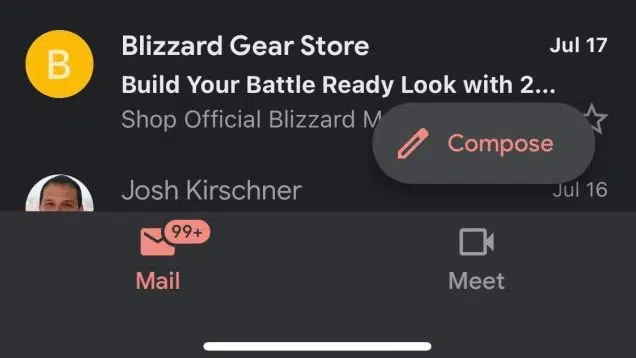 B
Blizzard Gear Store
Jul 17
Build Your Battle Ready Look with 2...
Shop Official Blizzard M
Compose
Josh Kirschner
Jul 16
99+
Mail
Meet